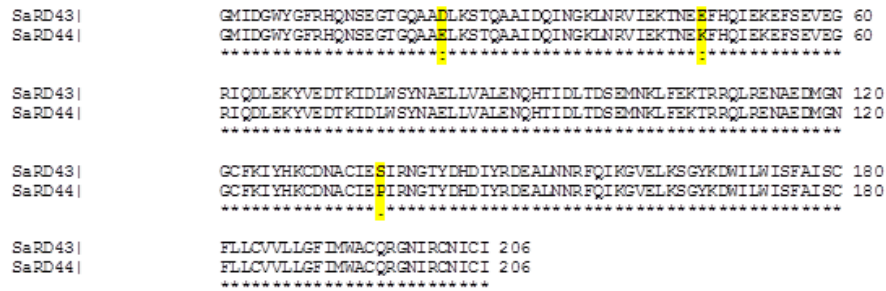 SaRD43| GMIDGWYGFRHQNSEGTGQAADLKSTQAAIDQINGKLNRVIEKTNEEFHQIEKEFSEVEG 60
SaRD44| GMIDGWYGFRHQNSEGTGQAAELKSTQAAIDQINGKLNRVIEKTNEKFHQIEKEFSEVEG 60
*********************:************************:*************
SaRD43| RIQDLEKYVEDTKIDLWSYNAELLVALENQHTIDLTDSEMNKLFEKTRRQLRENAEDMGN 120
SaRD44| RIQDLEKYVEDTKIDLWSYNAELLVALENQHTIDLTDSEMNKLFEKTRRQLRENAEDMGN 120
************************************************************
SaRD43| GCFKIYHKCDNACIESIRNGTYDHDIYRDEALNNRFQIKGVELKSGYKDWILWISFAISC 180
SaRD44| GCFKIYHKCDNACIEPIRNGTYDHDIYRDEALNNRFQIKGVELKSGYKDWILWISFAISC 180
***************.********************************************
SaRD43| FLLCVVLLGFIMWACQRGNIRCNICI 206
SaRD44| FLLCVVLLGFIMWACQRGNIRCNICI 206
**************************